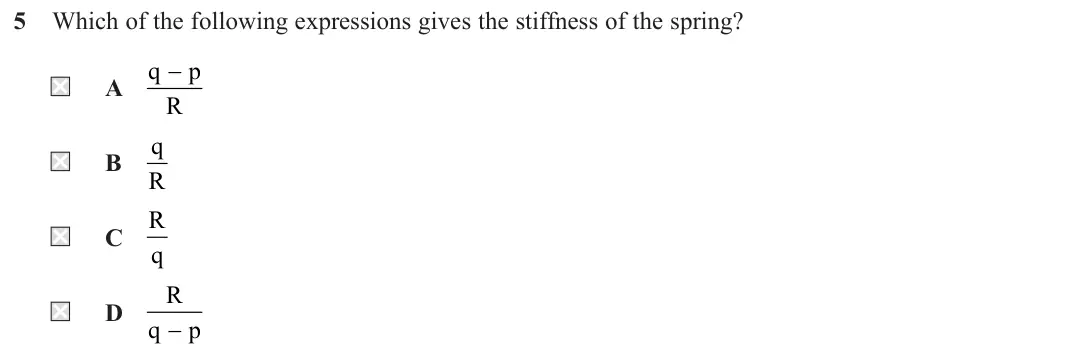 5 Which of the following expressions gives the stiffness of the spring?
A (q − p)/R
B q/R
C R/q
D R/(q − p)